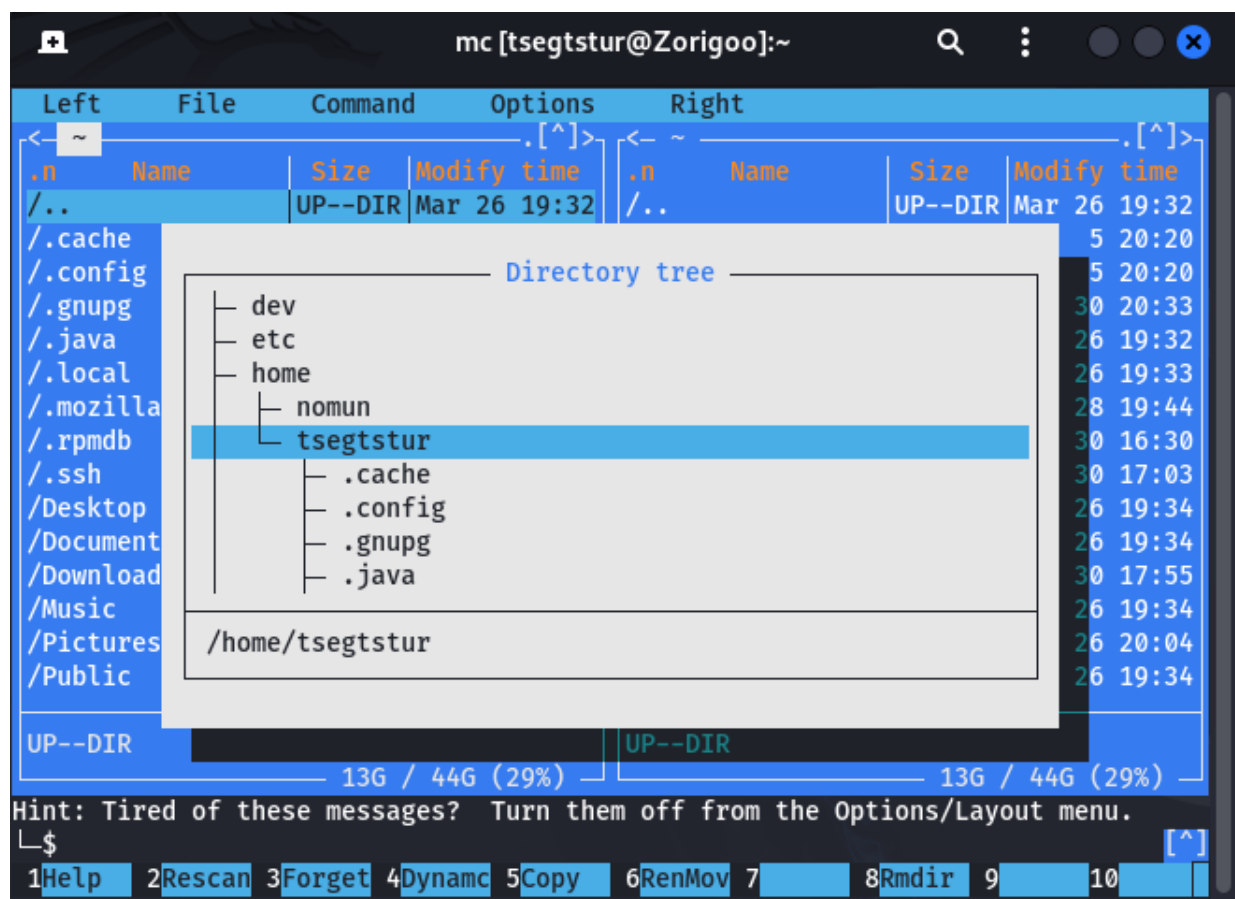 mc [tsegtstur@Zorigoo]:~
Left File Command Options Right
<─ ~ .[^]> <─ ~ .[^]>
.n Name Size Modify time .n Name Size Modify time
/.. UP--DIR Mar 26 19:32 /.. UP--DIR Mar 26 19:32
/.cache 5 20:20
/.config Directory tree 5 20:20
/.gnupg dev 30 20:33
/.java etc 26 19:32
/.local home 26 19:33
/.mozilla nomun 28 19:44
/.rpmdb tsegtstur 30 16:30
/.ssh .cache 30 17:03
/Desktop .config 26 19:34
/Document .gnupg 26 19:34
/Download .java 30 17:55
/Music 26 19:34
/Pictures /home/tsegtstur 26 20:04
/Public 26 19:34
UP--DIR UP--DIR
13G / 44G (29%) 13G / 44G (29%)
Hint: Tired of these messages? Turn them off from the Options/Layout menu.
└─$ [^]
1Help 2Rescan 3Forget 4Dynamc 5Copy 6RenMov 7 8Rmdir 9 10